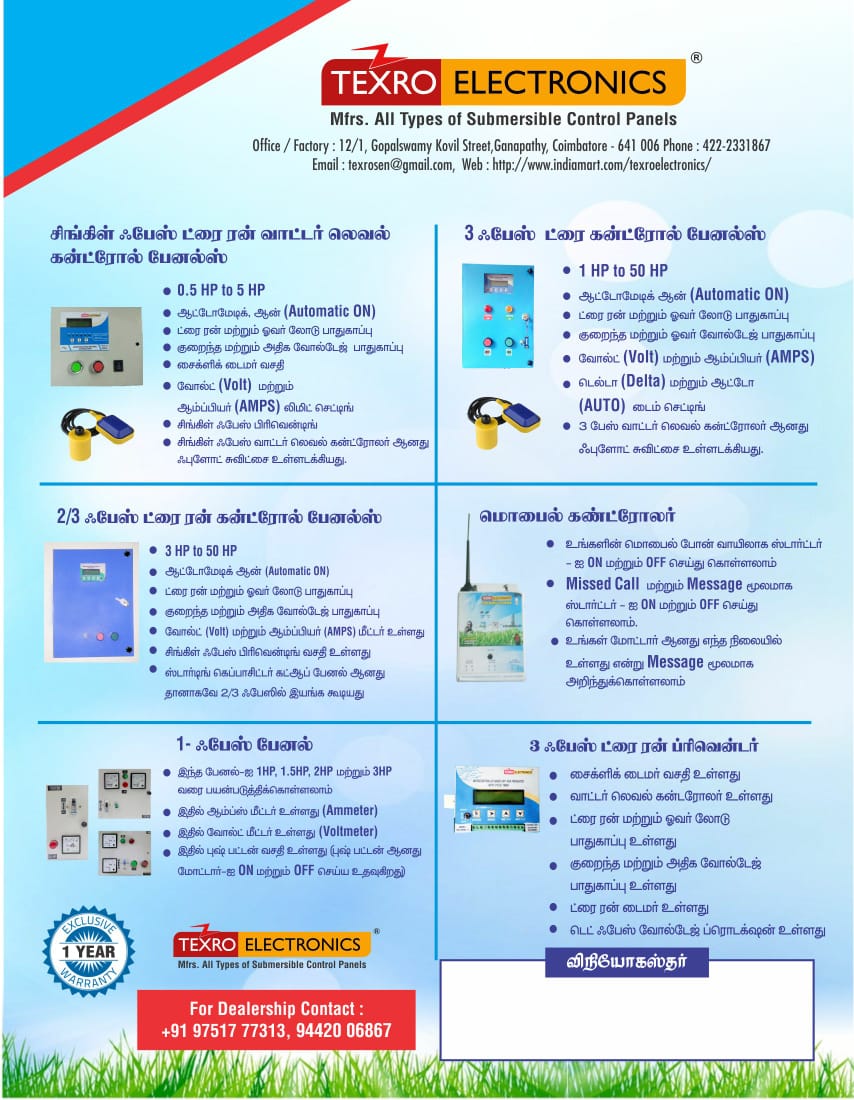 TEXRO ELECTRONICS ®
Mfrs. All Types of Submersible Control Panels
Office / Factory : 12/1, Gopalswamy Kovil Street,Ganapathy, Coimbatore - 641 006 Phone : 422-2331867
Email : texrosen@gmail.com, Web : http://www.indiamart.com/texroelectronics/
சிங்கிள் ஃபேஸ் ட்ரை ரன் வாட்டர் லெவல்
கன்ட்ரோல் பேனல்ஸ்
• 0.5 HP to 5 HP
• ஆட்டோமேடிக், ஆன் (Automatic ON)
• ட்ரை ரன் மற்றும் ஓவர் லோடு பாதுகாப்பு
• குறைந்த மற்றும் அதிக வோல்டேஜ் பாதுகாப்பு
• சைக்ளிக் டைமர் வசதி
• வோல்ட் (Volt) மற்றும்
ஆம்ப்பியர் (AMPS) லிமிட் செட்டிங்
• சிங்கிள் ஃபேஸ் பிரிவென்டிங்
• சிங்கிள் ஃபேஸ் வாட்டர் லெவல் கன்ட்ரோலர் ஆனது
ஃபுளோட் சுவிட்சை உள்ளடக்கியது.
3 ஃபேஸ் ட்ரை கன்ட்ரோல் பேனல்ஸ்
• 1 HP to 50 HP
• ஆட்டோமேடிக் ஆன் (Automatic ON)
• ட்ரை ரன் மற்றும் ஓவர் லோடு பாதுகாப்பு
• குறைந்த மற்றும் ஓவர் வோல்டேஜ் பாதுகாப்பு
• வோல்ட் (Volt) மற்றும் ஆம்ப்பியர் (AMPS)
• டெல்டா (Delta) மற்றும் ஆட்டோ
(AUTO) டைம் செட்டிங்
• 3 பேஸ் வாட்டர் லெவல் கன்ட்ரோலர் ஆனது
ஃபுளோட் சுவிட்சை உள்ளடக்கியது.
2/3 ஃபேஸ் ட்ரை ரன் கன்ட்ரோல் பேனல்ஸ்
• 3 HP to 50 HP
• ஆட்டோமேடிக் ஆன் (Automatic ON)
• ட்ரை ரன் மற்றும் ஓவர் லோடு பாதுகாப்பு
• குறைந்த மற்றும் அதிக வோல்டேஜ் பாதுகாப்பு
• வோல்ட் (Volt) மற்றும் ஆம்ப்பியர் (AMPS) மீட்டர் உள்ளது
• சிங்கிள் ஃபேஸ் பிரிவென்டிங் வசதி உள்ளது
• ஸ்டார்டிங் கெப்பாசிட்டர் கட்ஆப் பேனல் ஆனது
தானாகவே 2/3 ஃபேஸில் இயங்க கூடியது
மொபைல் கண்ட்ரோலர்
• உங்களின் மொபைல் போன் வாயிலாக ஸ்டார்ட்டர்
- ஐ ON மற்றும் OFF செய்து கொள்ளலாம்
• Missed Call மற்றும் Message மூலமாக
ஸ்டார்ட்டர் - ஐ ON மற்றும் OFF செய்து
கொள்ளலாம்.
• உங்கள் மோட்டார் ஆனது எந்த நிலையில்
உள்ளது என்று Message மூலமாக
அறிந்துக்கொள்ளலாம்
1- ஃபேஸ் பேனல்
• இந்த பேனல்-ஐ 1HP, 1.5HP, 2HP மற்றும் 3HP
வரை பயன்படுத்திக்கொள்ளலாம்
• இதில் ஆம்ப்ஸ் மீட்டர் உள்ளது (Ammeter)
• இதில் வோல்ட் மீட்டர் உள்ளது (Voltmeter)
• இதில் புஷ் பட்டன் வசதி உள்ளது (புஷ் பட்டன் ஆனது
மோட்டார்-ஐ ON மற்றும் OFF செய்ய உதவுகிறது)
3 ஃபேஸ் ட்ரை ரன் ப்ரிவென்டர்
• சைக்ளிக் டைமர் வசதி உள்ளது
• வாட்டர் லெவல் கன்டரோலர் உள்ளது
• ட்ரை ரன் மற்றும் ஓவர் லோடு
பாதுகாப்பு உள்ளது
• குறைந்த மற்றும் அதிக வோல்டேஜ்
பாதுகாப்பு உள்ளது
• ட்ரை ரன் டைமர் உள்ளது
• டெட் ஃபேஸ் வோல்டேஜ் ப்ரொடக்ஷன் உள்ளது
EXCLUSIVE
1 YEAR
WARRANTY
TEXRO ELECTRONICS ®
Mfrs. All Types of Submersible Control Panels
For Dealership Contact :
+91 97517 77313, 94420 06867
வினியோகஸ்தர்